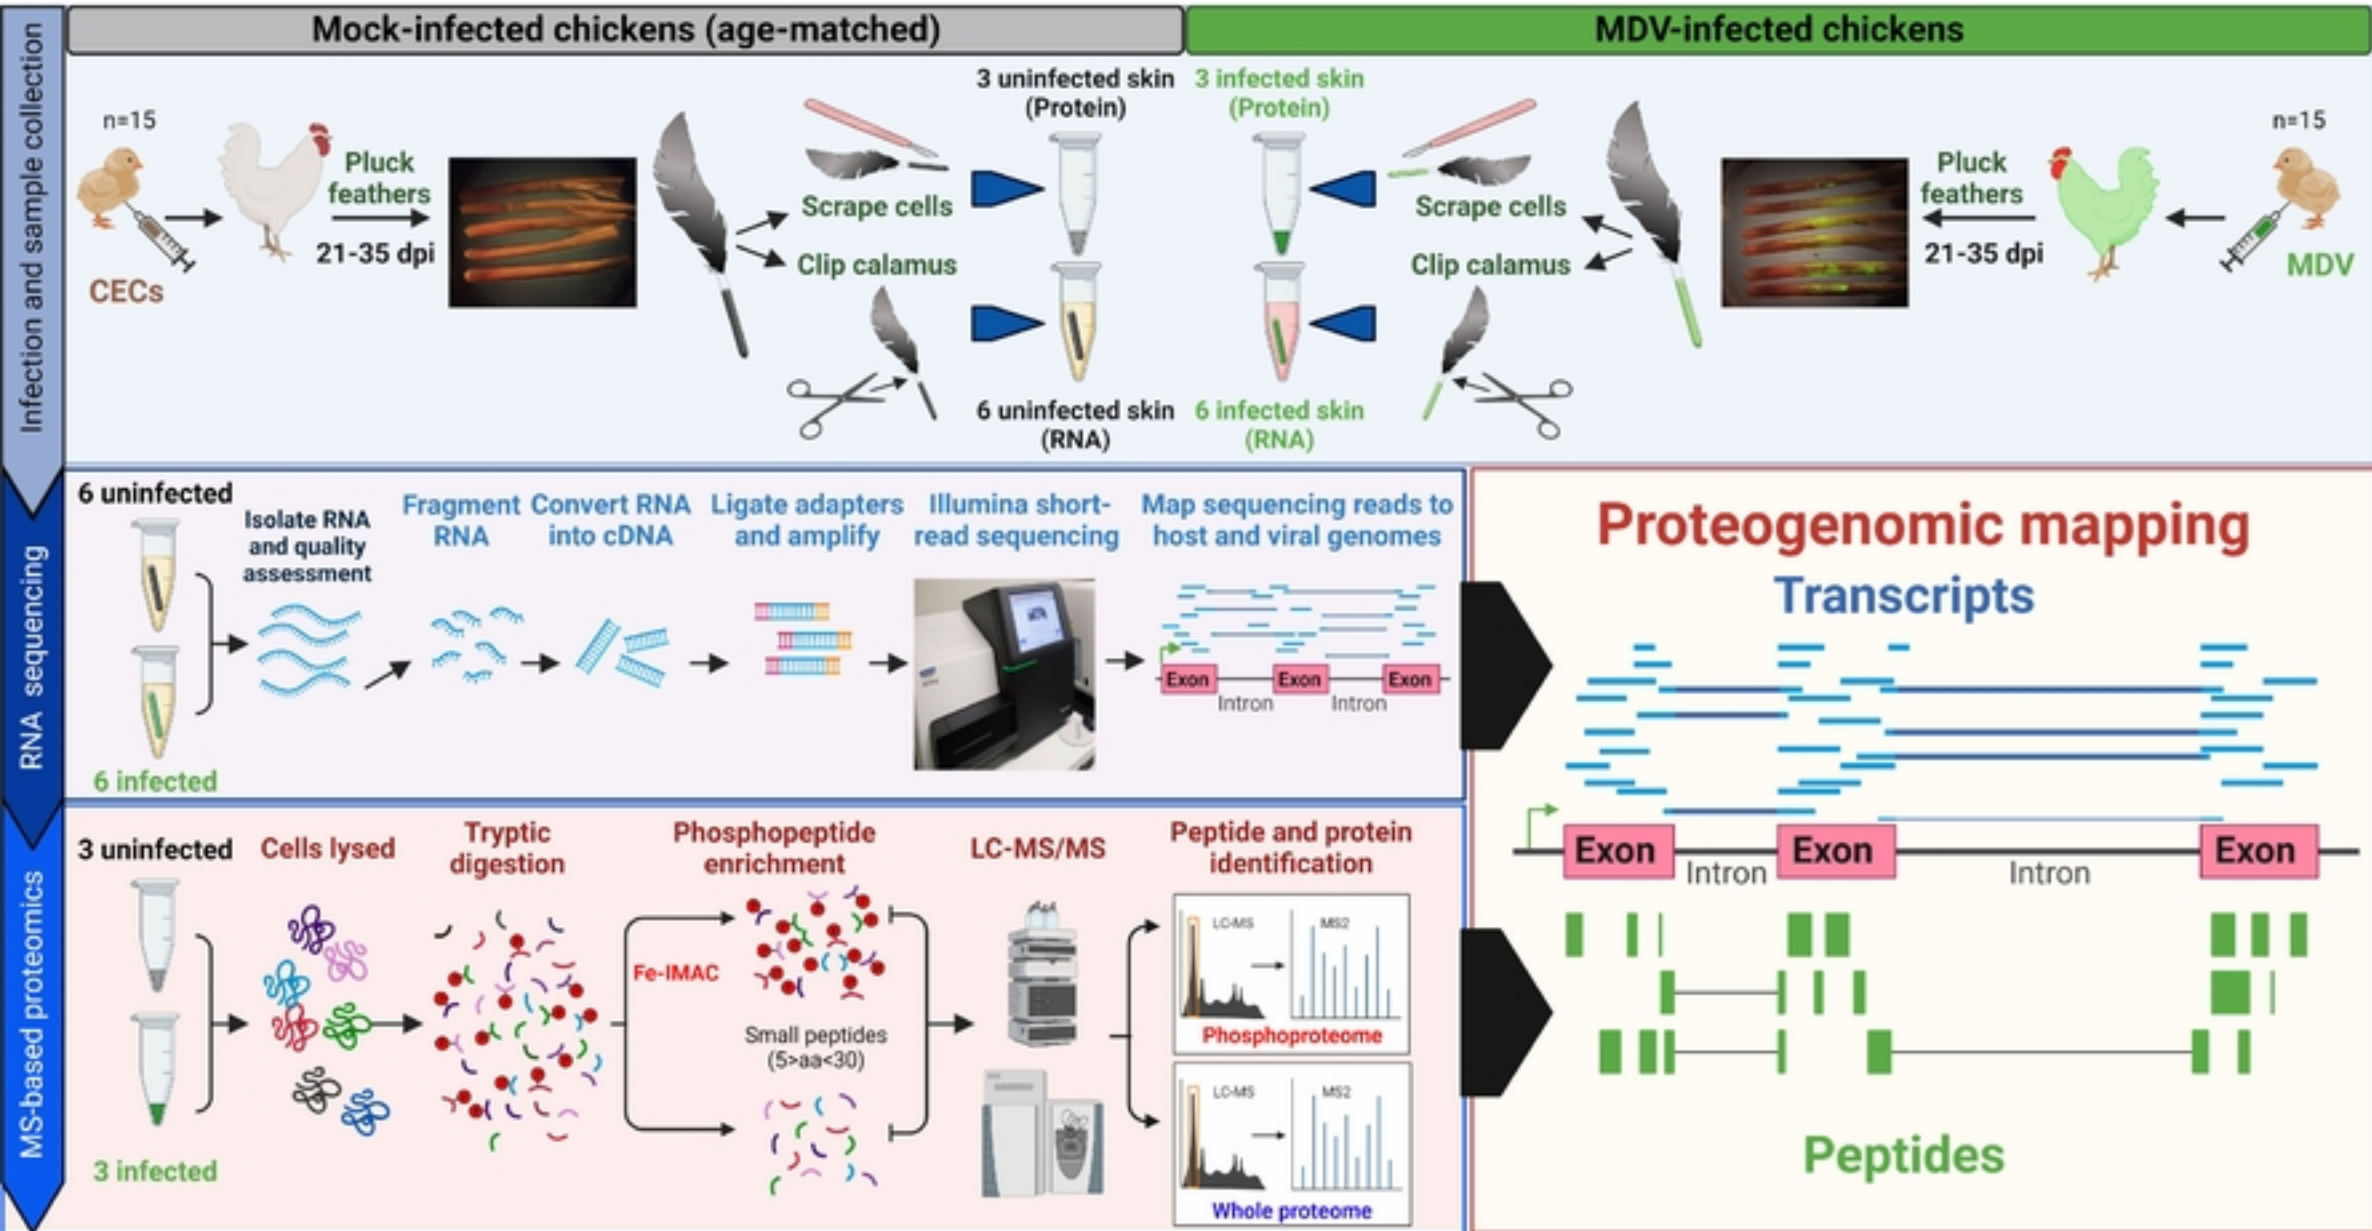 Mock-infected chickens (age-matched)
MDV-infected chickens
Infection and sample collection
n=15
CECs
Pluck
feathers
21-35 dpi
Scrape cells
Clip calamus
3 uninfected skin
(Protein)
6 uninfected skin
(RNA)
3 infected skin
(Protein)
6 infected skin
(RNA)
Scrape cells
Clip calamus
Pluck
feathers
21-35 dpi
n=15
MDV
RNA sequencing
6 uninfected
6 infected
Isolate RNA
and quality
assessment
Fragment
RNA
Convert RNA
into cDNA
Ligate adapters
and amplify
Illumina short-
read sequencing
Map sequencing reads to
host and viral genomes
Exon
Exon
Exon
Intron
Intron
MS-based proteomics
3 uninfected
3 infected
Cells lysed
Tryptic
digestion
Phosphopeptide
enrichment
Fe-IMAC
Small peptides
(5>aa<30)
LC-MS/MS
Peptide and protein
identification
LC-MS
MS2
Phosphoproteome
LC-MS
MS2
Whole proteome
Proteogenomic mapping
Transcripts
Exon
Exon
Exon
Intron
Intron
Peptides